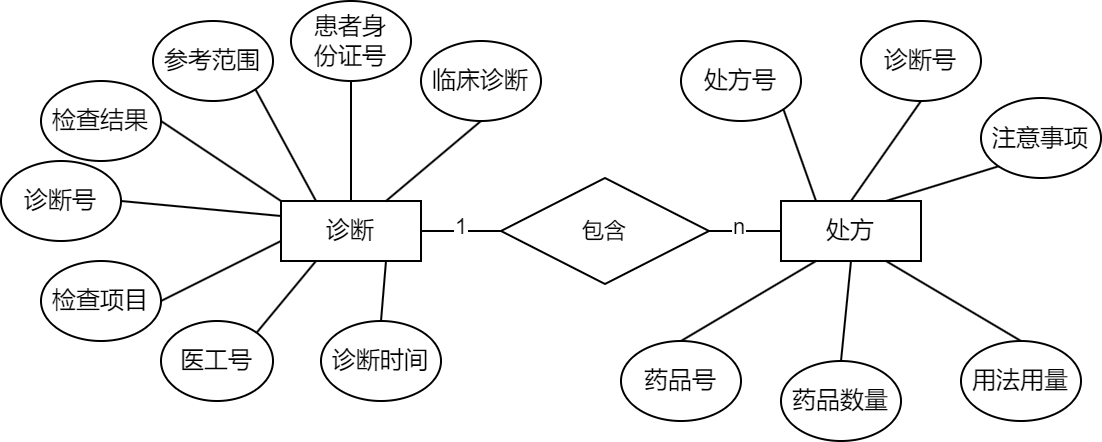 患者身
份证号
参考范围
临床诊断
检查结果
诊断号
检查项目
医工号
诊断时间
诊断
1
包含
n
处方
处方号
诊断号
注意事项
药品号
药品数量
用法用量